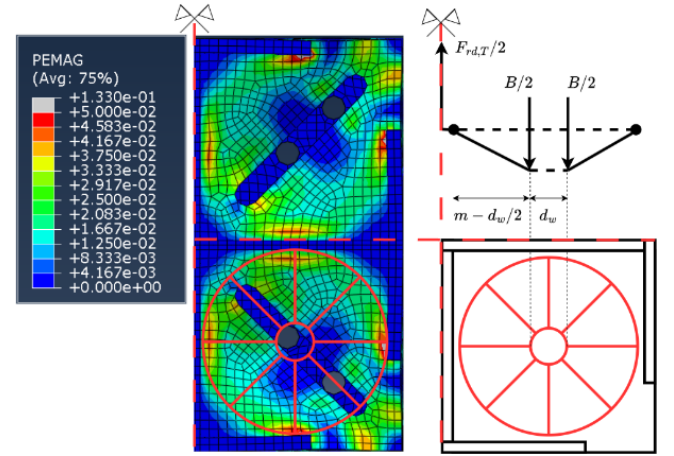 PEMAG
(Avg: 75%)
+1.330e-01
+5.000e-02
+4.583e-02
+4.167e-02
+3.750e-02
+3.333e-02
+2.917e-02
+2.500e-02
+2.083e-02
+1.667e-02
+1.250e-02
+8.333e-03
+4.167e-03
+0.000e+00
F_{rd,T}/2
B/2 B/2
m − d_w/2 d_w